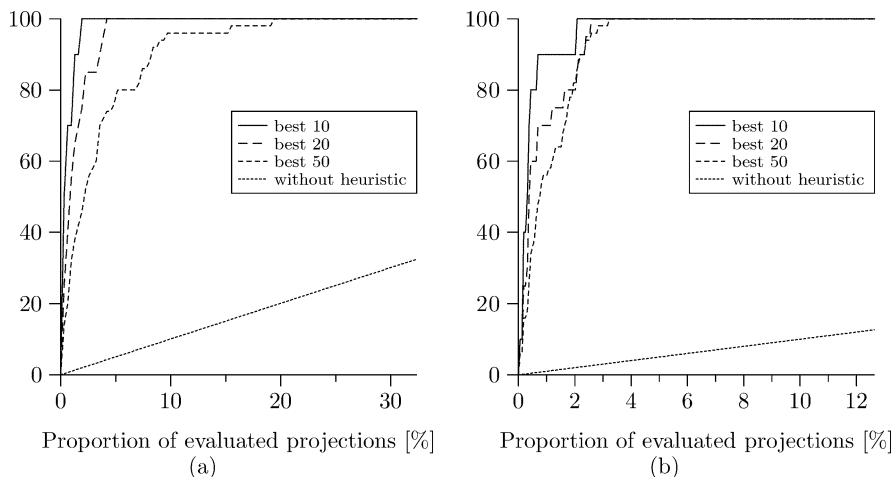 100
80
60
40
20
0
best 10
best 20
best 50
without heuristic
0 10 20 30
Proportion of evaluated projections [%]
(a)
100
80
60
40
20
0
best 10
best 20
best 50
without heuristic
0 2 4 6 8 10 12
Proportion of evaluated projections [%]
(b)